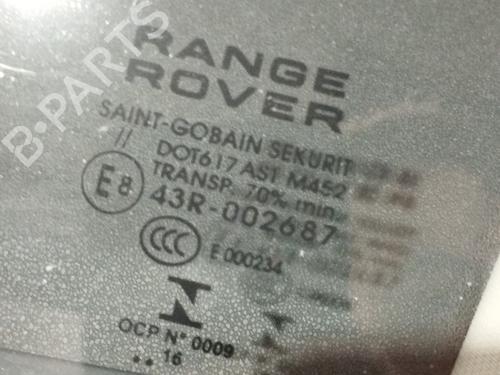 B-PARTS
RANGE
ROVER
SAINT-GOBAIN SEKURIT
// DOT617 AS1 M452
E8 TRANSP. 70% min
43R-002687
CCC E 000234
OCP N° 0009
.. 16